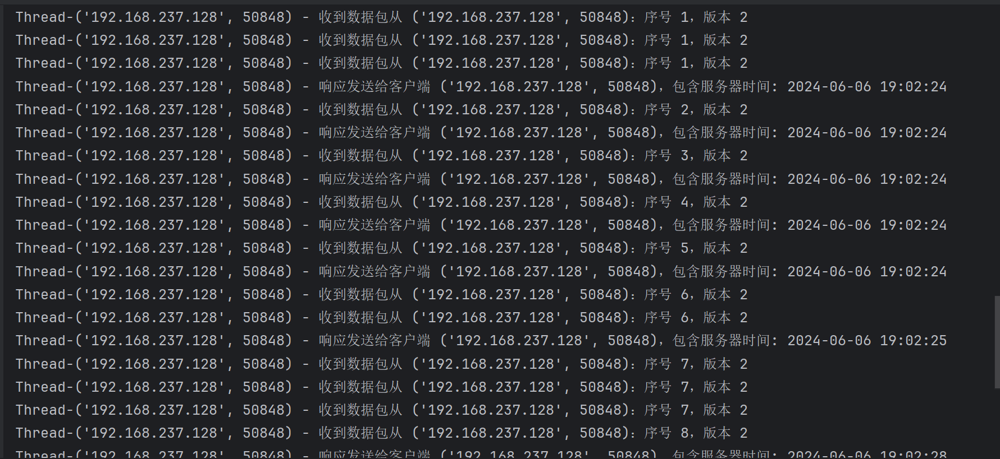 Thread-('192.168.237.128', 50848) - 收到数据包从 ('192.168.237.128', 50848)：序号 1，版本 2
Thread-('192.168.237.128', 50848) - 收到数据包从 ('192.168.237.128', 50848)：序号 1，版本 2
Thread-('192.168.237.128', 50848) - 收到数据包从 ('192.168.237.128', 50848)：序号 1，版本 2
Thread-('192.168.237.128', 50848) - 响应发送给客户端 ('192.168.237.128', 50848)，包含服务器时间: 2024-06-06 19:02:24
Thread-('192.168.237.128', 50848) - 收到数据包从 ('192.168.237.128', 50848)：序号 2，版本 2
Thread-('192.168.237.128', 50848) - 响应发送给客户端 ('192.168.237.128', 50848)，包含服务器时间: 2024-06-06 19:02:24
Thread-('192.168.237.128', 50848) - 收到数据包从 ('192.168.237.128', 50848)：序号 3，版本 2
Thread-('192.168.237.128', 50848) - 响应发送给客户端 ('192.168.237.128', 50848)，包含服务器时间: 2024-06-06 19:02:24
Thread-('192.168.237.128', 50848) - 收到数据包从 ('192.168.237.128', 50848)：序号 4，版本 2
Thread-('192.168.237.128', 50848) - 响应发送给客户端 ('192.168.237.128', 50848)，包含服务器时间: 2024-06-06 19:02:24
Thread-('192.168.237.128', 50848) - 收到数据包从 ('192.168.237.128', 50848)：序号 5，版本 2
Thread-('192.168.237.128', 50848) - 响应发送给客户端 ('192.168.237.128', 50848)，包含服务器时间: 2024-06-06 19:02:24
Thread-('192.168.237.128', 50848) - 收到数据包从 ('192.168.237.128', 50848)：序号 6，版本 2
Thread-('192.168.237.128', 50848) - 收到数据包从 ('192.168.237.128', 50848)：序号 6，版本 2
Thread-('192.168.237.128', 50848) - 响应发送给客户端 ('192.168.237.128', 50848)，包含服务器时间: 2024-06-06 19:02:25
Thread-('192.168.237.128', 50848) - 收到数据包从 ('192.168.237.128', 50848)：序号 7，版本 2
Thread-('192.168.237.128', 50848) - 收到数据包从 ('192.168.237.128', 50848)：序号 7，版本 2
Thread-('192.168.237.128', 50848) - 收到数据包从 ('192.168.237.128', 50848)：序号 7，版本 2
Thread-('192.168.237.128', 50848) - 收到数据包从 ('192.168.237.128', 50848)：序号 8，版本 2
Thread-('192.168.237.128', 50848) - 响应发送给客户端 ('192.168.237.128', 50848)，包含服务器时间: 2024-06-06 19:02:28